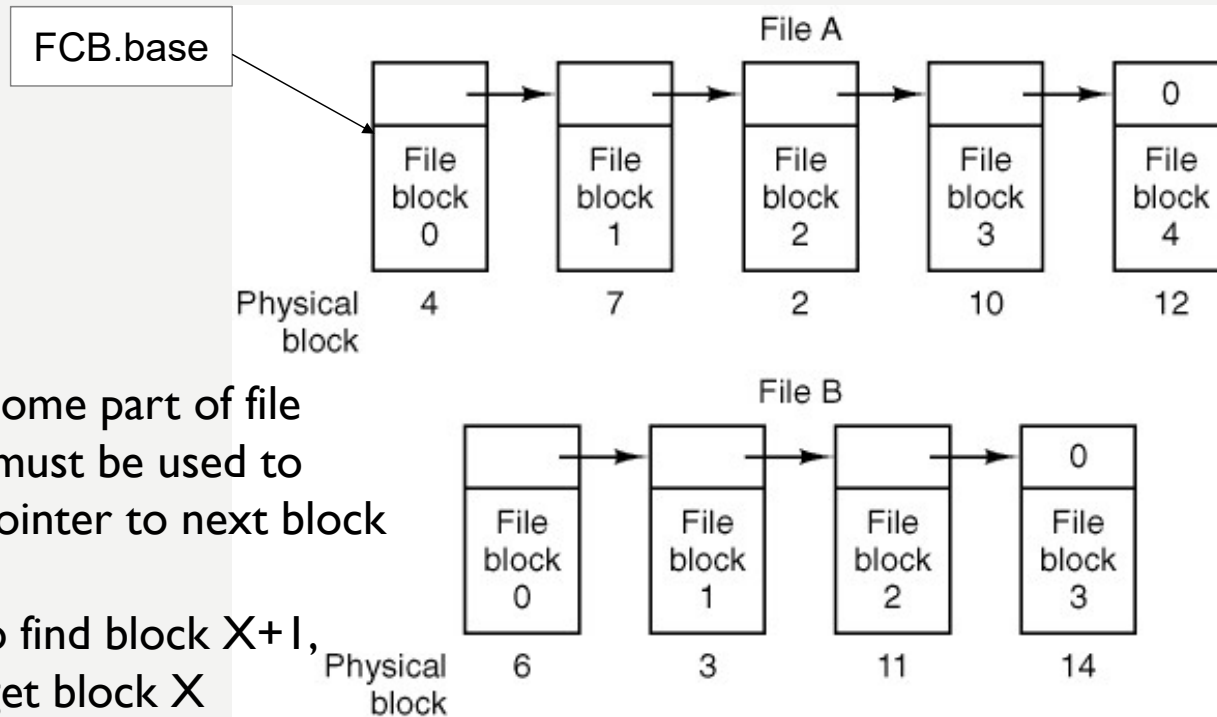 FCB.base
File A
0
File block 0
File block 1
File block 2
File block 3
File block 4
Physical block
4 7 2 10 12
ome part of file
must be used to
ointer to next block
File B
0
File block 0
File block 1
File block 2
File block 3
o find block X+1,
get block X
Physical block
6 3 11 14